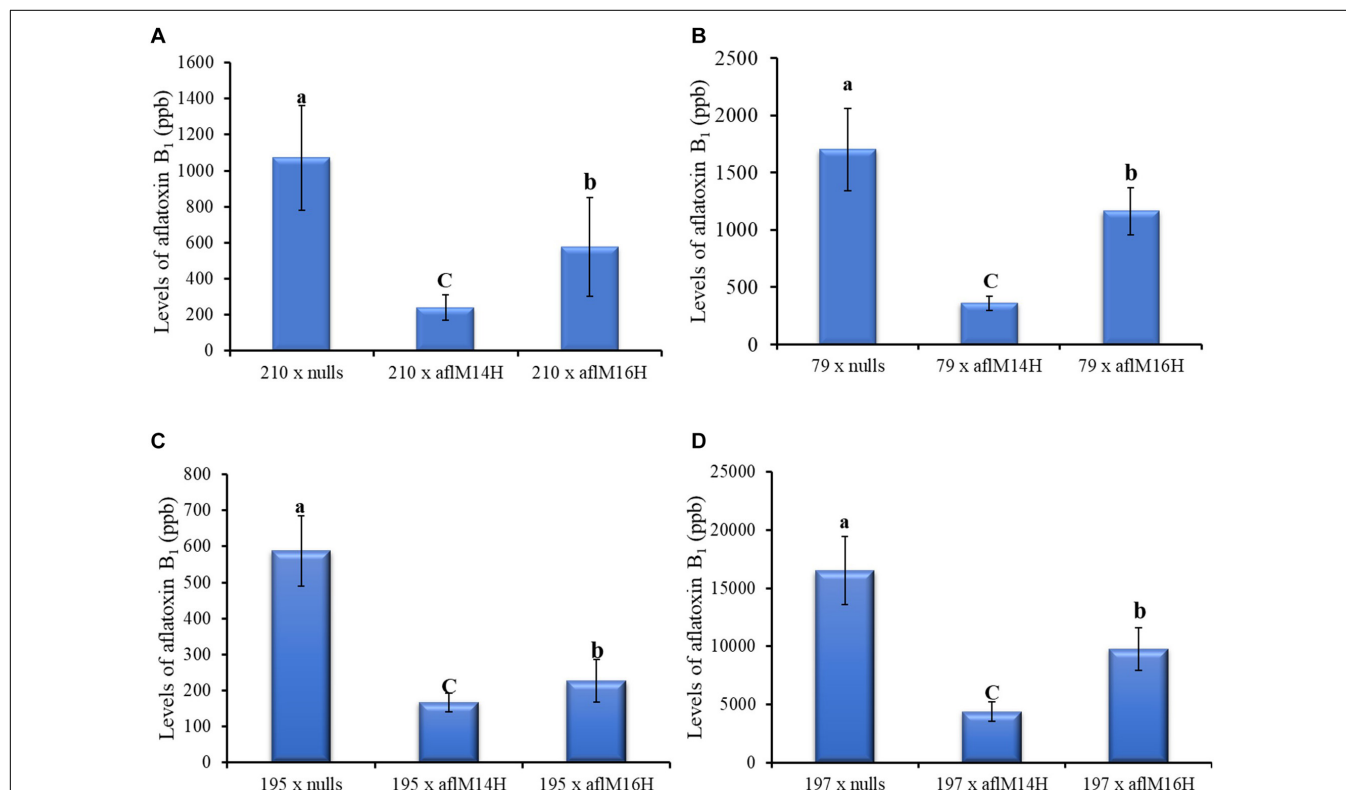 A
Levels of aflatoxin B₁ (ppb)
1600
1400
1200
1000
800
600
400
200
0
a
C
b
210 x nulls 210 x aflM14H 210 x aflM16H
B
Levels of aflatoxin B₁ (ppb)
2500
2000
1500
1000
500
0
a
C
b
79 x nulls 79 x aflM14H 79 x aflM16H
C
Levels of aflatoxin B₁ (ppb)
800
700
600
500
400
300
200
100
0
a
C
b
195 x nulls 195 x aflM14H 195 x aflM16H
D
Levels of aflatoxin B₁ (ppb)
25000
20000
15000
10000
5000
0
a
C
b
197 x nulls 197 x aflM14H 197 x aflM16H